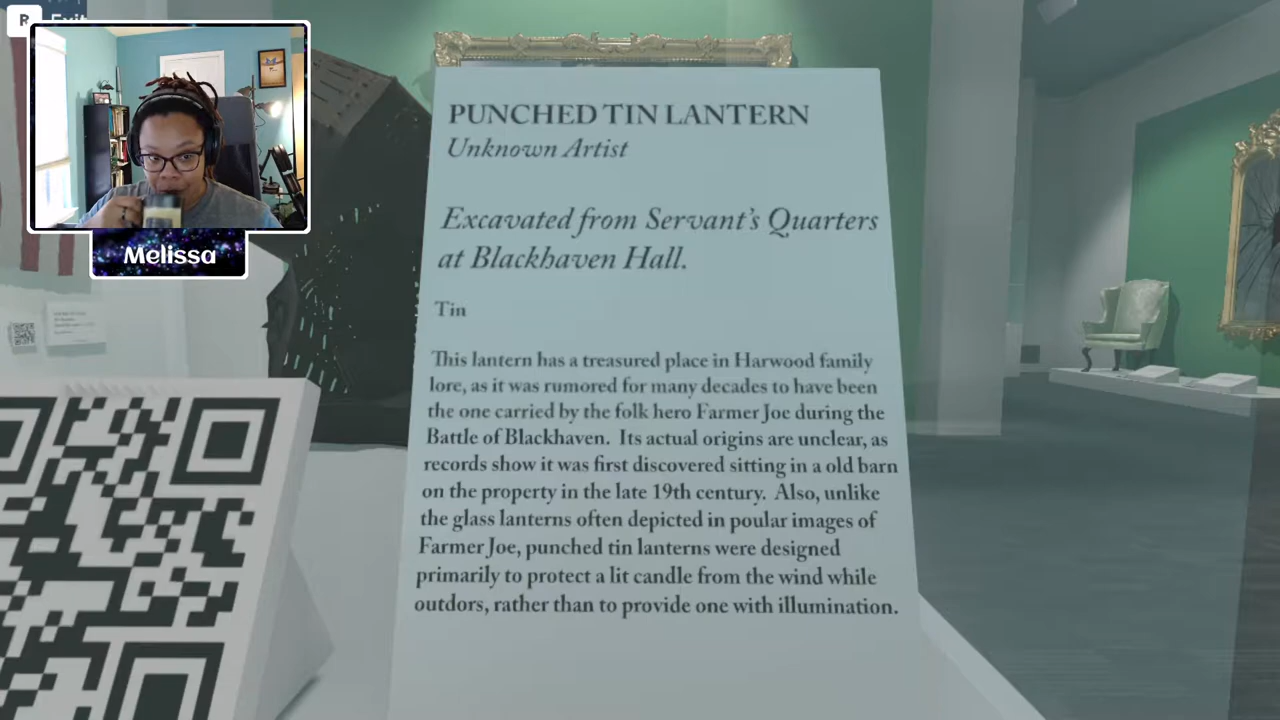 R Exit
Melissa
PUNCHED TIN LANTERN
Unknown Artist
Excavated from Servant's Quarters
at Blackhaven Hall.
Tin
This lantern has a treasured place in Harwood family
lore, as it was rumored for many decades to have been
the one carried by the folk hero Farmer Joe during the
Battle of Blackhaven. Its actual origins are unclear, as
records show it was first discovered sitting in a old barn
on the property in the late 19th century. Also, unlike
the glass lanterns often depicted in poular images of
Farmer Joe, punched tin lanterns were designed
primarily to protect a lit candle from the wind while
outdors, rather than to provide one with illumination.